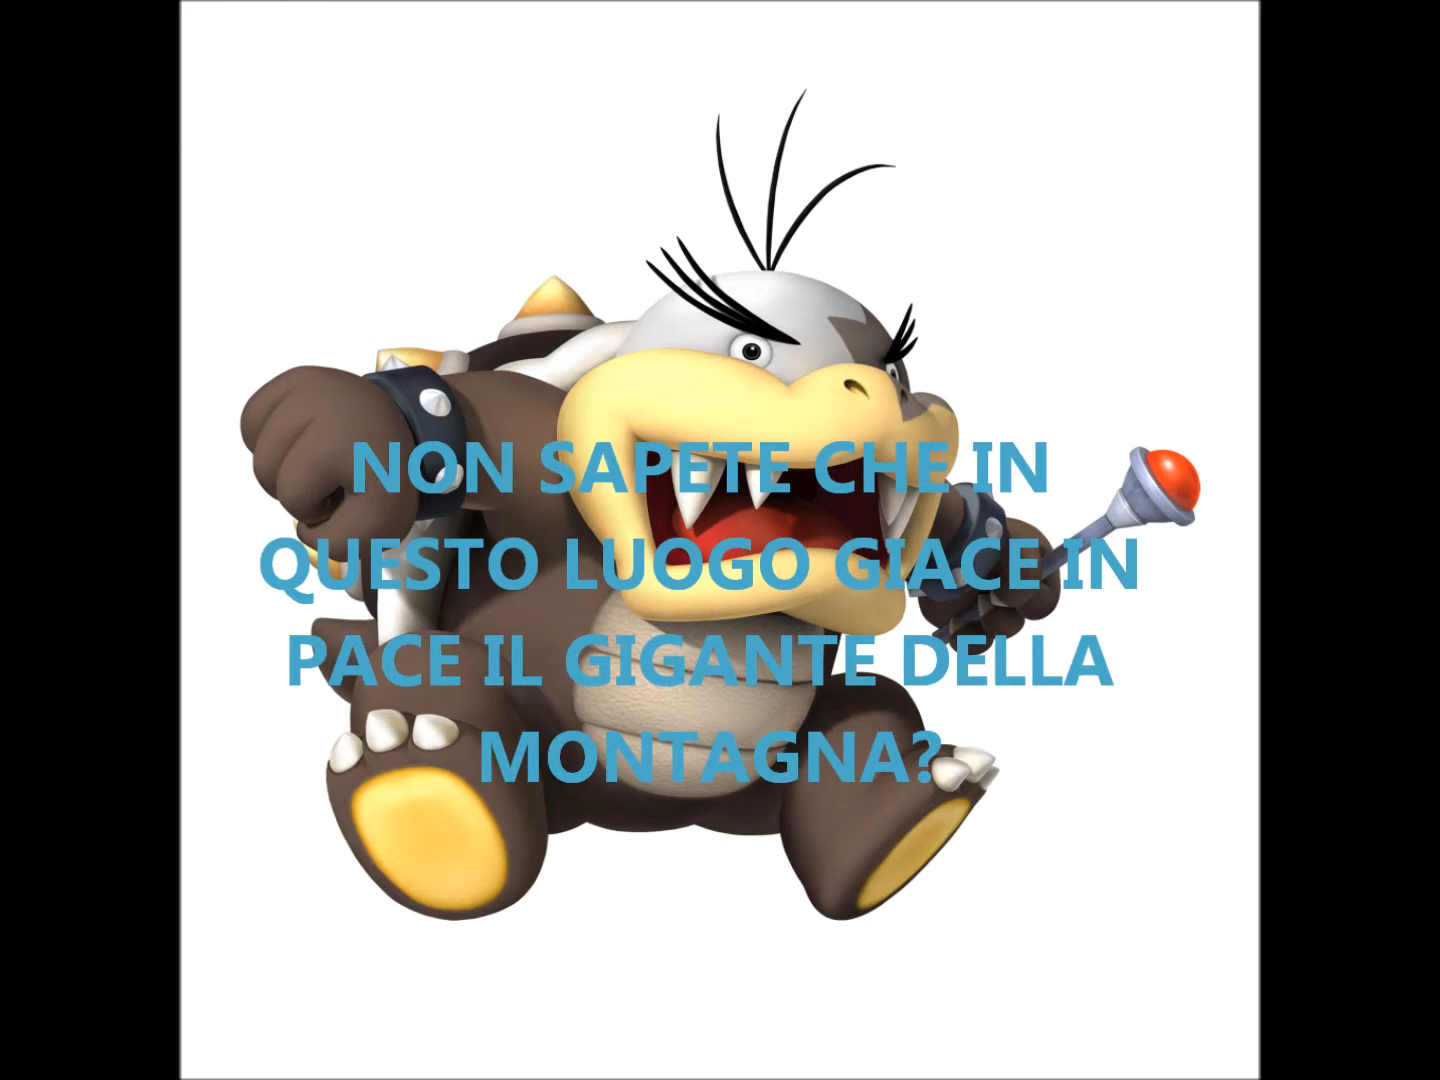 NON SAPETE CHE IN
QUESTO LUOGO GIACE IN
PACE IL GIGANTE DELLA
MONTAGNA?